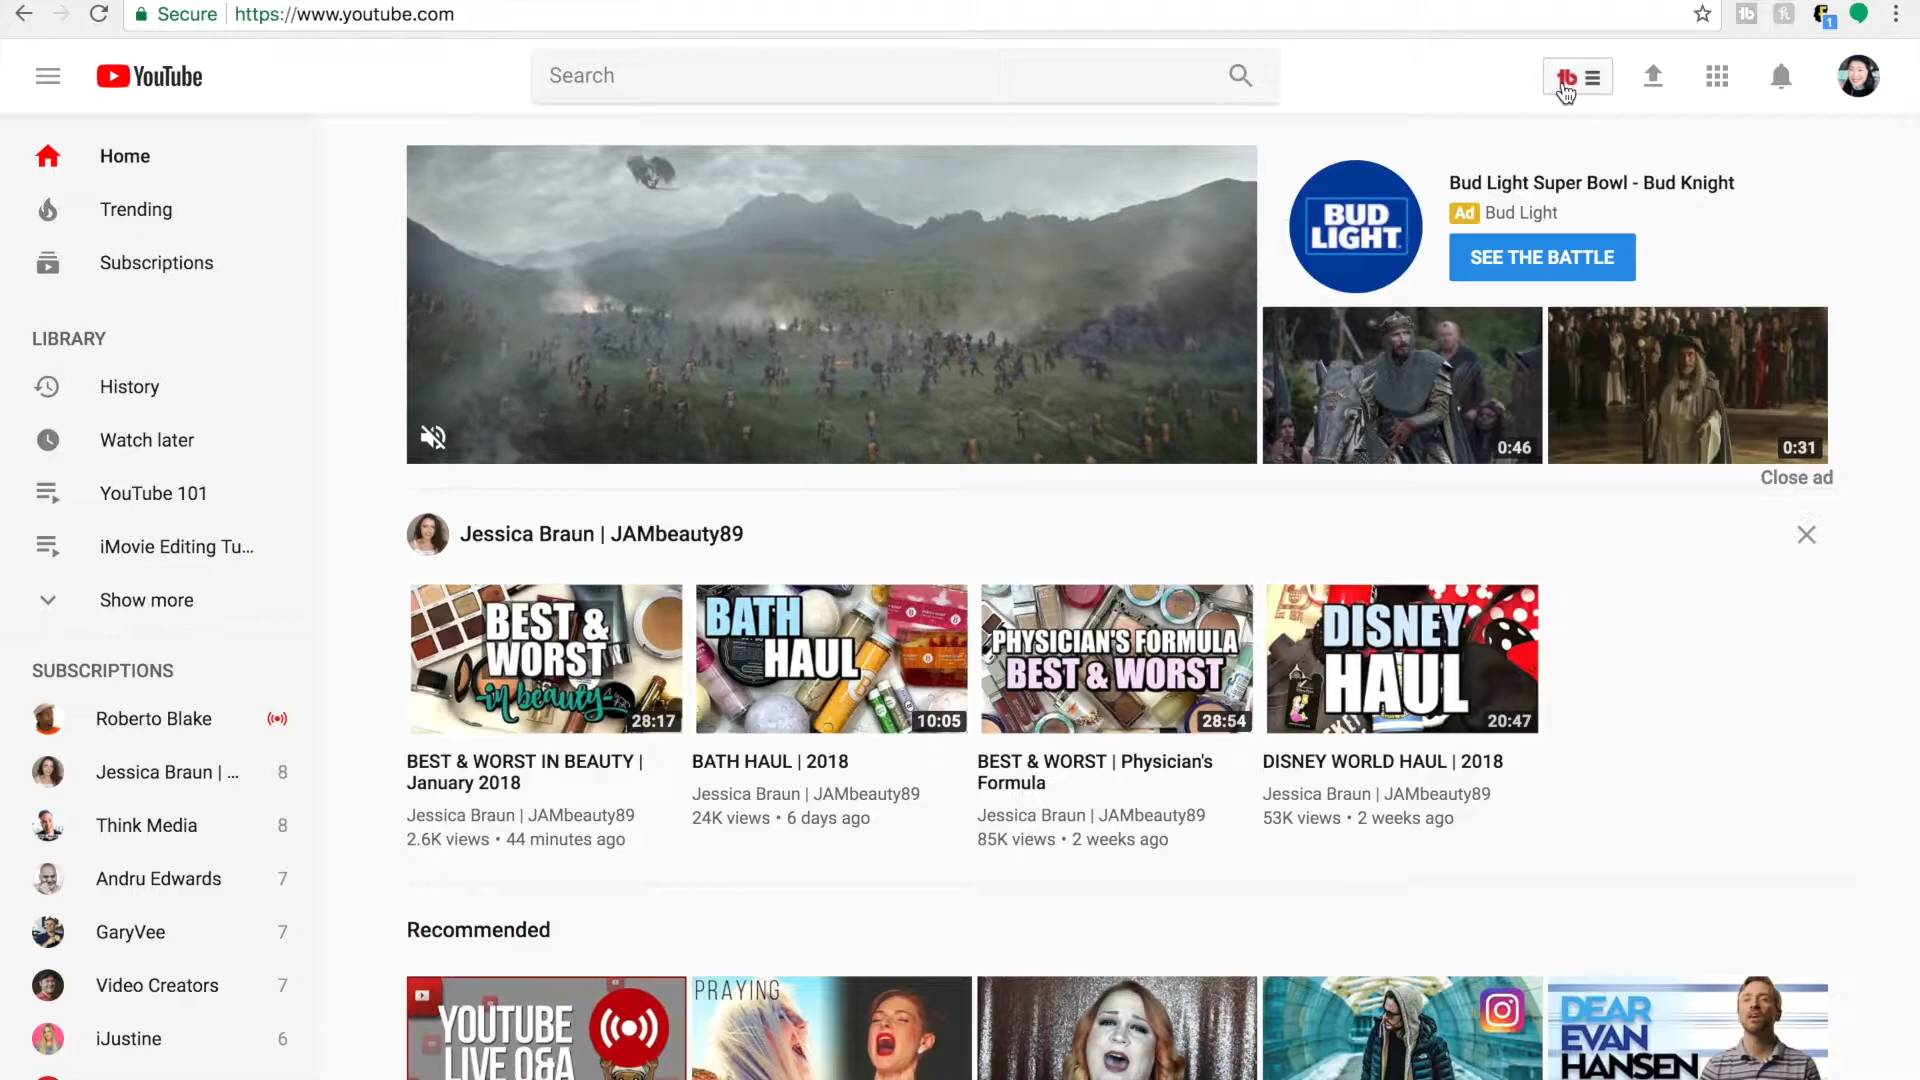 Secure | https://www.youtube.com
1
YouTube
Search
tb
Home
Trending
Subscriptions
LIBRARY
History
Watch later
YouTube 101
iMovie Editing Tu...
Show more
SUBSCRIPTIONS
Roberto Blake
Jessica Braun | ... 8
Think Media 8
Andru Edwards 7
GaryVee 7
Video Creators 7
iJustine 6
BUD
LIGHT
Bud Light Super Bowl - Bud Knight
Ad Bud Light
SEE THE BATTLE
0:46
0:31
Close ad
Jessica Braun | JAMbeauty89
BEST &
WORST
-in beauty-
28:17
BATH
HAUL
10:05
PHYSICIAN'S FORMULA
BEST & WORST
28:54
DISNEY
HAUL
20:47
BEST & WORST IN BEAUTY |
January 2018
Jessica Braun | JAMbeauty89
2.6K views • 44 minutes ago
BATH HAUL | 2018
Jessica Braun | JAMbeauty89
24K views • 6 days ago
BEST & WORST | Physician's
Formula
Jessica Braun | JAMbeauty89
85K views • 2 weeks ago
DISNEY WORLD HAUL | 2018
Jessica Braun | JAMbeauty89
53K views • 2 weeks ago
Recommended
YOUTUBE
LIVE Q&A
PRAYING
DEAR
EVAN
HANSEN